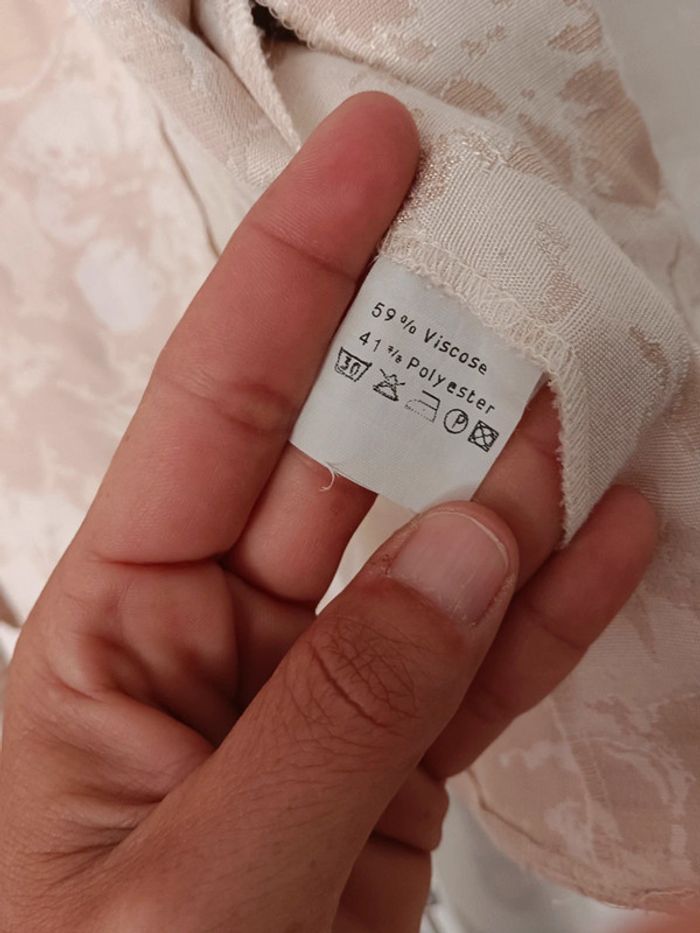 59% Viscose
41% Polyester
30 P